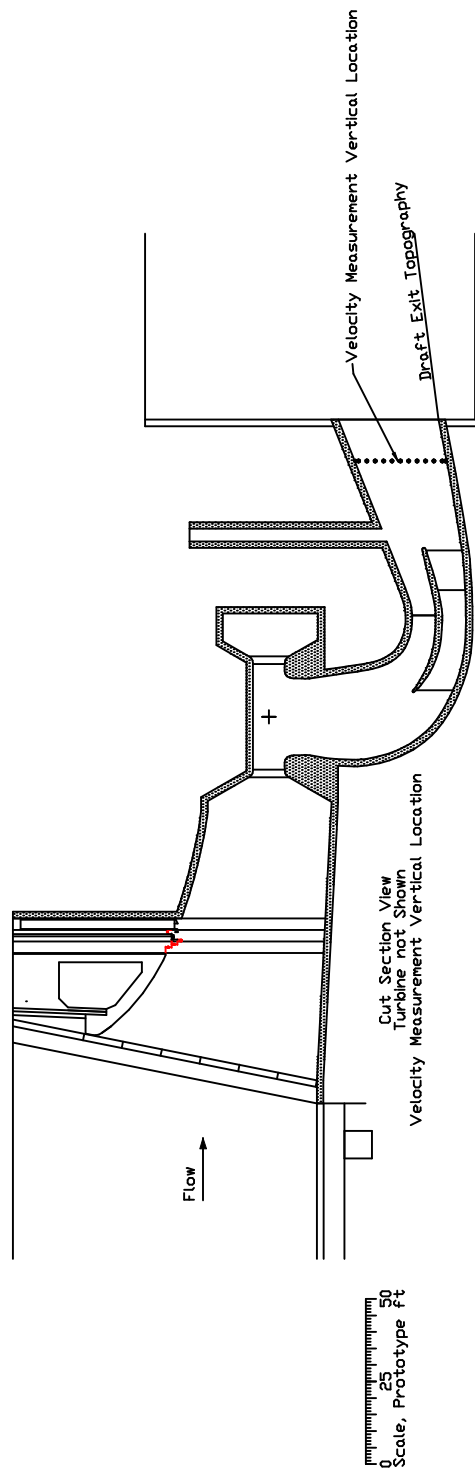 Velocity Measurement Vertical Location
Draft Exit Topography
Flow
Cut Section View
Turbine not Shown
Velocity Measurement Vertical Location
0 25 50
Scale, Prototype ft